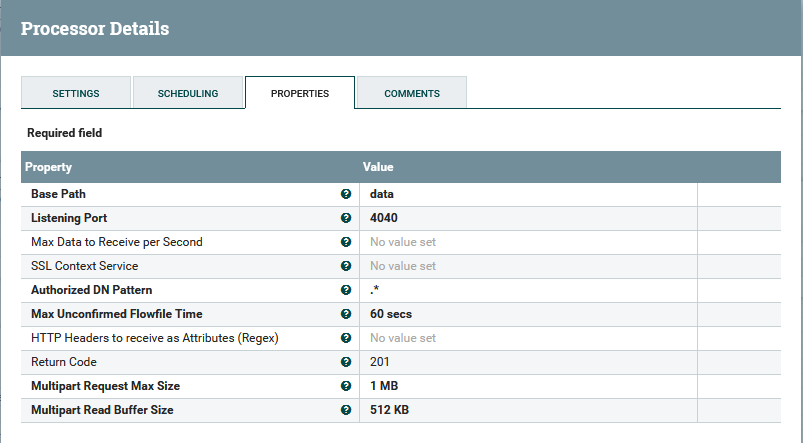 Processor Details
SETTINGS SCHEDULING PROPERTIES COMMENTS
Required field
Property Value
Base Path data
Listening Port 4040
Max Data to Receive per Second No value set
SSL Context Service No value set
Authorized DN Pattern .*
Max Unconfirmed Flowfile Time 60 secs
HTTP Headers to receive as Attributes (Regex) No value set
Return Code 201
Multipart Request Max Size 1 MB
Multipart Read Buffer Size 512 KB